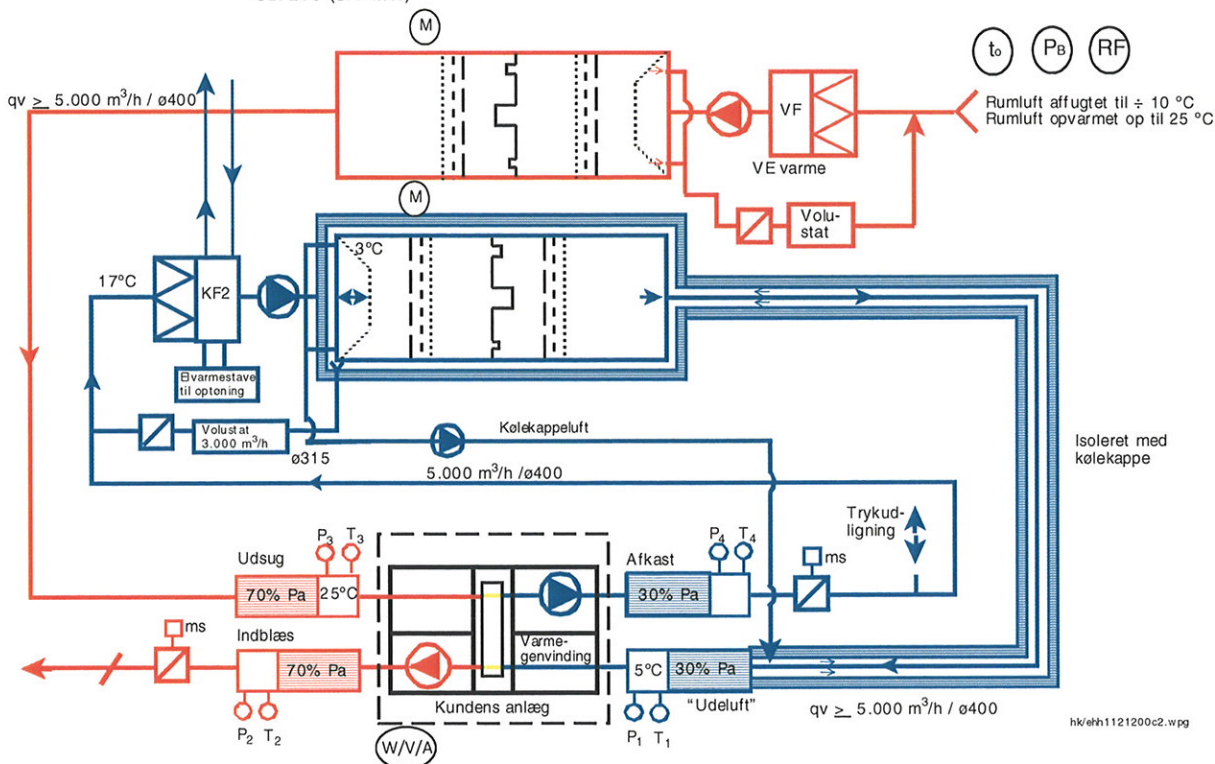 M
t₀ P_B RF
qv ≥ 5.000 m³/h / ø400
VF
Rumluft affugtet til ÷ 10 °C
Rumluft opvarmet op til 25 °C
VE varme
M
Volu-
stat
3°C
17°C
KF2
Elvarmestave
til optøning
Volustat
3.000 m³/h
Kølekappeluft
Isoleret med
kølekappe
ø315
5.000 m³/h /ø400
Trykud-
ligning
P₃ T₃
P₄ T₄
Udsug
Afkast
ms
70% Pa
25°C
30% Pa
ms
Indblæs
Varme-
genvinding
70% Pa
5°C
30% Pa
Kundens anlæg
"Udeluft"
P₂ T₂
P₁ T₁
qv ≥ 5.000 m³/h / ø400
hk/ehh1121200c2.wpg
W/V/A